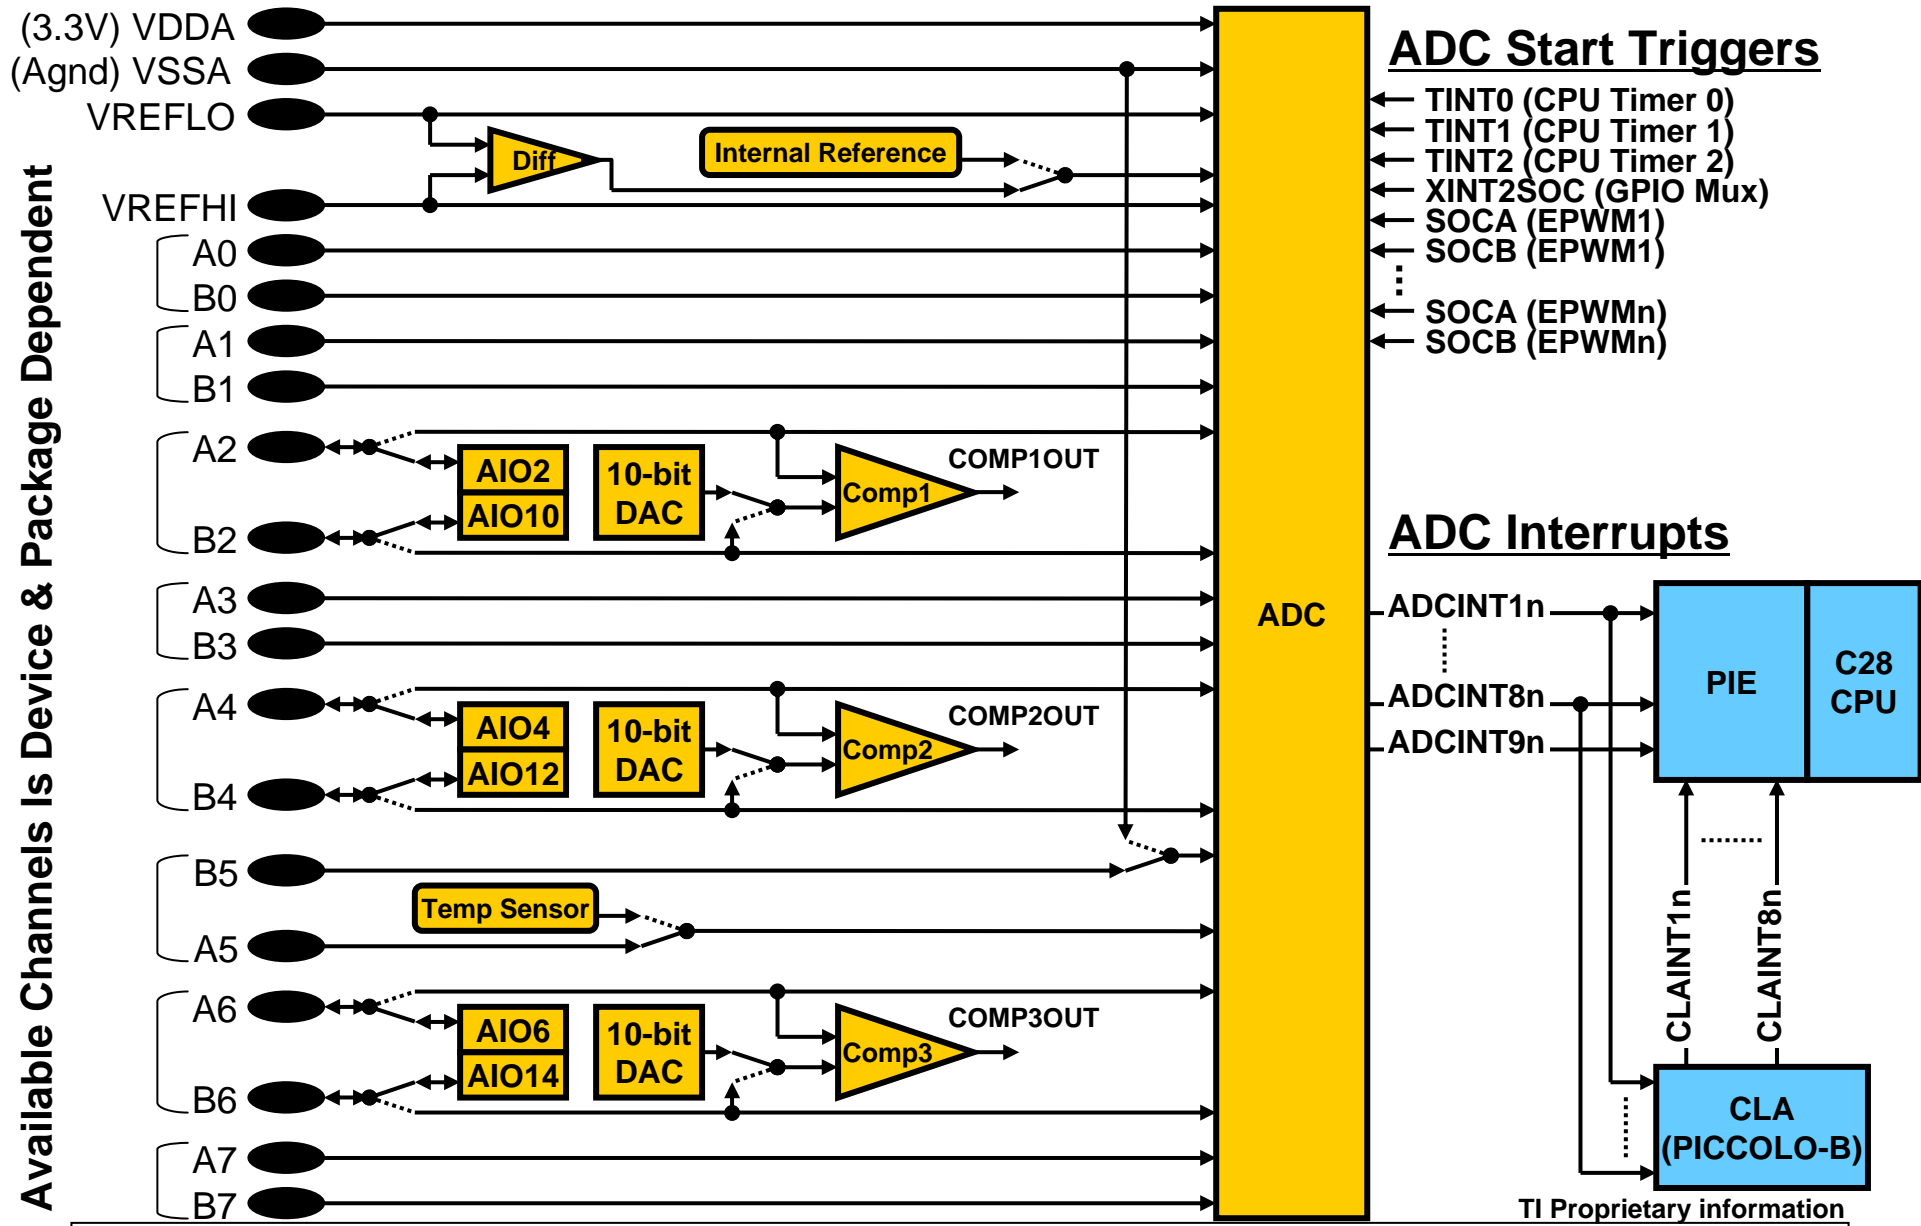 Available Channels Is Device & Package Dependent
(3.3V) VDDA
(Agnd) VSSA
VREFLO
VREFHI
A0
B0
A1
B1
A2
B2
A3
B3
A4
B4
B5
A5
A6
B6
A7
B7
Diff
Internal Reference
AIO2
AIO10
10-bit
DAC
Comp1
COMP1OUT
AIO4
AIO12
10-bit
DAC
Comp2
COMP2OUT
Temp Sensor
AIO6
AIO14
10-bit
DAC
Comp3
COMP3OUT
ADC
ADC Start Triggers
TINT0 (CPU Timer 0)
TINT1 (CPU Timer 1)
TINT2 (CPU Timer 2)
XINT2SOC (GPIO Mux)
SOCA (EPWM1)
SOCB (EPWM1)
SOCA (EPWMn)
SOCB (EPWMn)
ADC Interrupts
ADCINT1n
ADCINT8n
ADCINT9n
PIE
C28
CPU
CLAINT1n
CLAINT8n
CLA
(PICCOLO-B)
TI Proprietary information